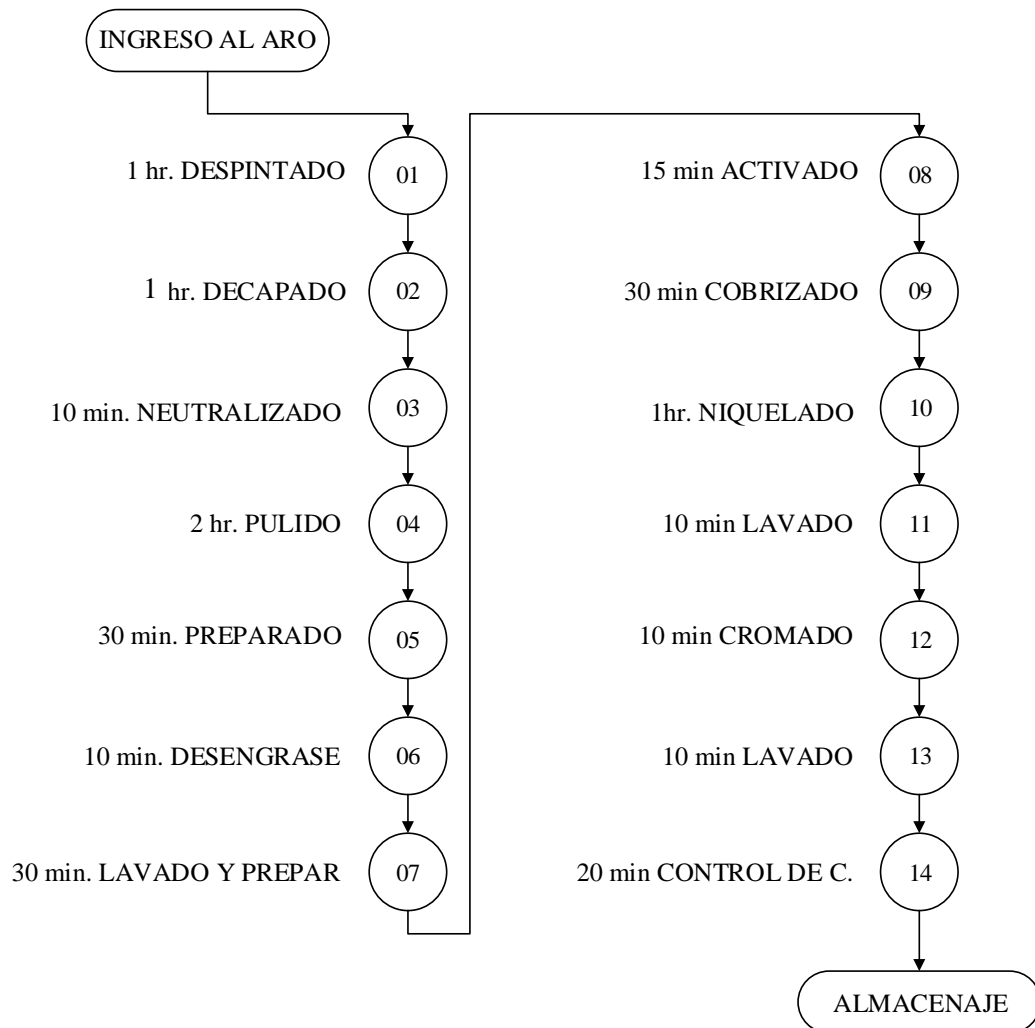 INGRESO AL ARO
1 hr. DESPINTADO
01
1 hr. DECAPADO
02
10 min. NEUTRALIZADO
03
2 hr. PULIDO
04
30 min. PREPARADO
05
10 min. DESENGRASE
06
30 min. LAVADO Y PREPAR
07
15 min ACTIVADO
08
30 min COBRIZADO
09
1hr. NIQUELADO
10
10 min LAVADO
11
10 min CROMADO
12
10 min LAVADO
13
20 min CONTROL DE C.
14
ALMACENAJE